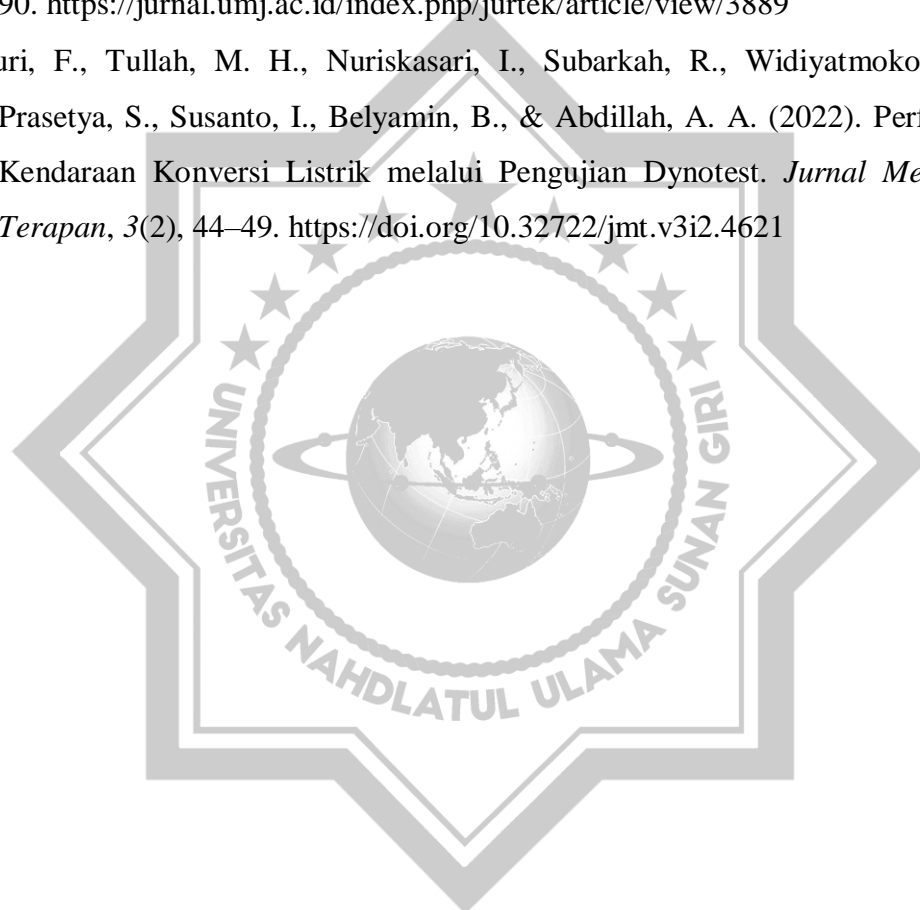 90. https://jurnal.umj.ac.id/index.php/jurtek/article/view/3889
uri, F., Tullah, M. H., Nuriskasari, I., Subarkah, R., Widiyatmoko
Prasetya, S., Susanto, I., Belyamin, B., & Abdillah, A. A. (2022). Perf
Kendaraan Konversi Listrik melalui Pengujian Dynotest. Jurnal Me
Terapan, 3(2), 44–49. https://doi.org/10.32722/jmt.v3i2.4621
UNIVERSITAS NAHDLATUL ULAMA SUNAN GIRI